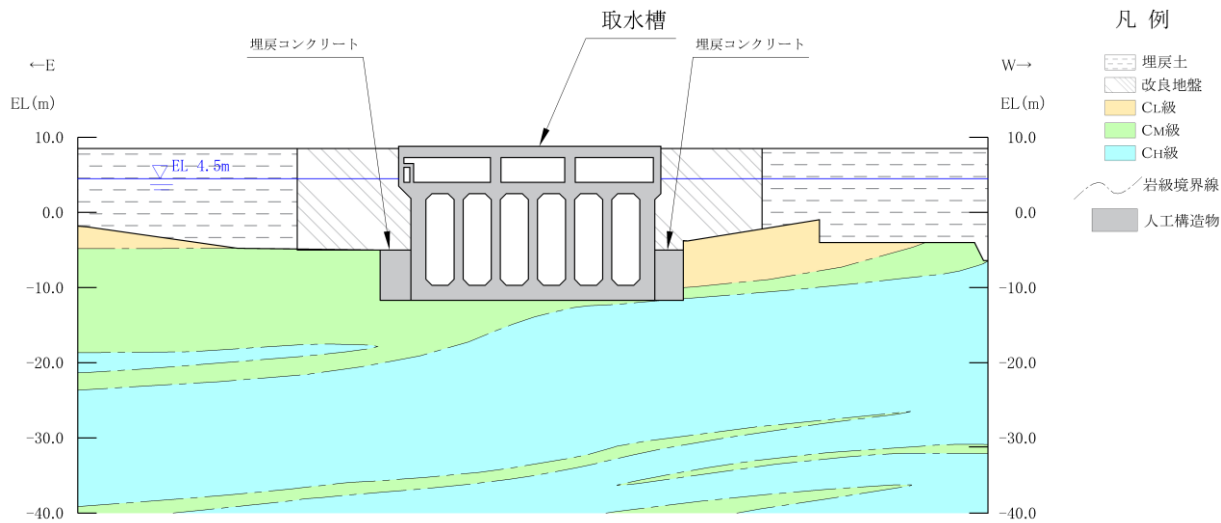 取水槽
凡 例
埋戻コンクリート
埋戻コンクリート
←E
W→
EL(m)
EL(m)
埋戻土
改良地盤
CL級
CM級
CH級
岩級境界線
人工構造物
EL 4.5m
10.0
0.0
-10.0
-20.0
-30.0
-40.0
10.0
0.0
-10.0
-20.0
-30.0
-40.0